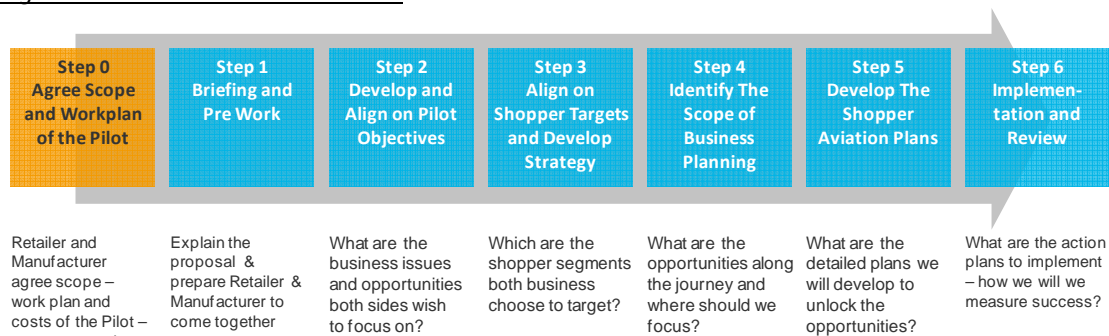 Step 0
Agree Scope
and Workplan
of the Pilot
Step 1
Briefing and
Pre Work
Step 2
Develop and
Align on Pilot
Objectives
Step 3
Align on
Shopper Targets
and Develop
Strategy
Step 4
Identify The
Scope of
Business
Planning
Step 5
Develop The
Shopper
Aviation Plans
Step 6
Implemen-
tation and
Review
Retailer and
Manufacturer
agree scope –
work plan and
costs of the Pilot –
Explain the
proposal &
prepare Retailer &
Manufacturer to
come together
What are the
business issues
and opportunities
both sides wish
to focus on?
Which are the
shopper segments
both business
choose to target?
What are the
opportunities along
the journey and
where should we
focus?
What are the
detailed plans we
will develop to
unlock the
opportunities?
What are the action
plans to implement
– how we will we
measure success?